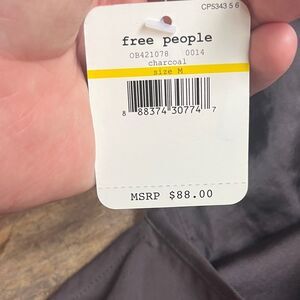 CP5343 5 6
free people
OB421078 0014
charcoal
size M
8 88374 30774 7
MSRP $88.00